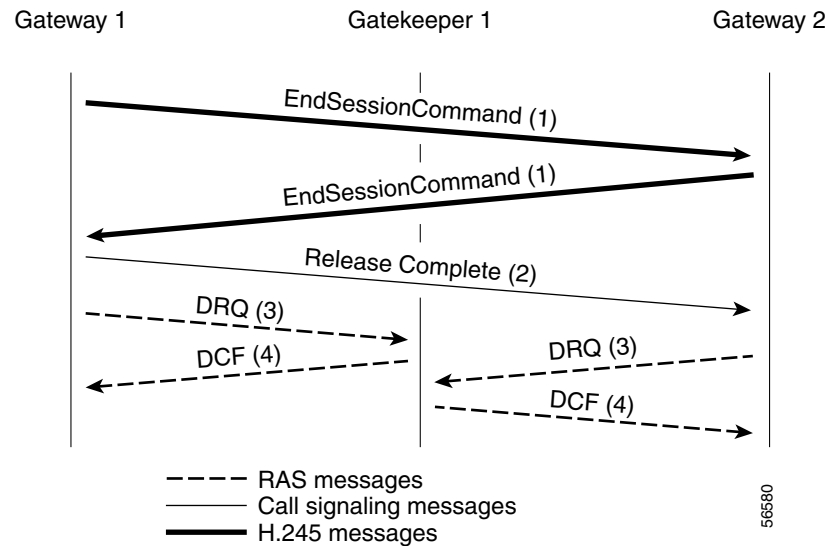 Gateway 1
Gatekeeper 1
Gateway 2
EndSessionCommand (1)
EndSessionCommand (1)
Release Complete (2)
DRQ (3)
DCF (4)
DRQ (3)
DCF (4)
RAS messages
Call signaling messages
H.245 messages
56580